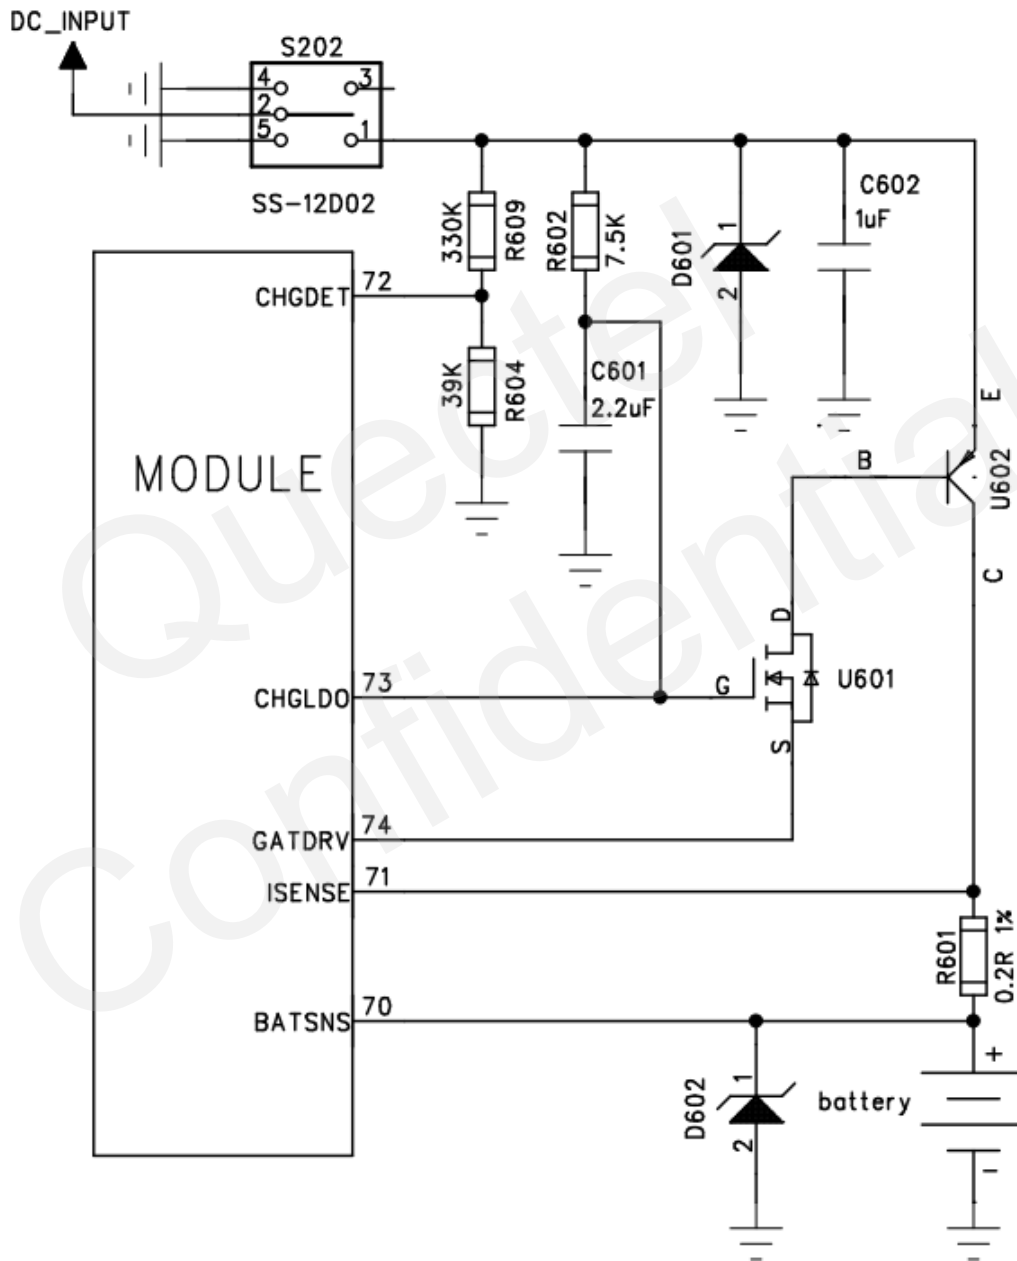 DC_INPUT
S202
4
3
2
5
1
SS-12D02
330K
R609
R602
7.5K
D601
1
2
C602
1uF
CHGDET
72
39K
R604
C601
2.2uF
E
MODULE
B
U602
C
D
CHGLDO
73
G
U601
S
GATDRV
74
ISENSE
71
R601
0.2R 1%
BATSNS
70
D602
1
2
battery
+
-
Quectel
Confidential